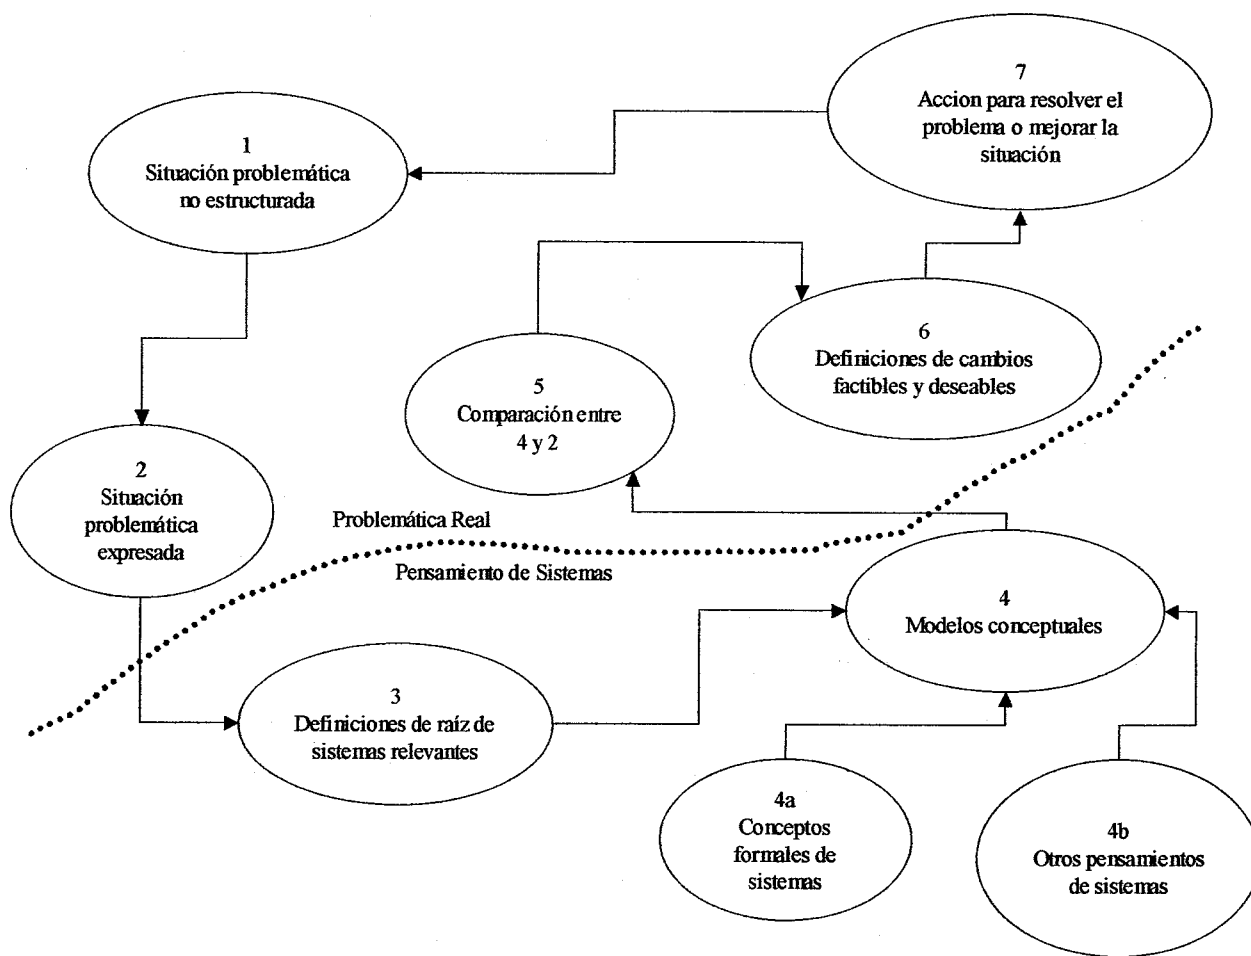 1
Situación problemática
no estructurada
2
Situación
problemática
expresada
3
Definiciones de raíz de
sistemas relevantes
4
Modelos conceptuales
4a
Conceptos
formales de
sistemas
4b
Otros pensamientos
de sistemas
5
Comparación entre
4 y 2
6
Definiciones de cambios
factibles y deseables
7
Accion para resolver el
problema o mejorar la
situación
Problemática Real
Pensamiento de Sistemas